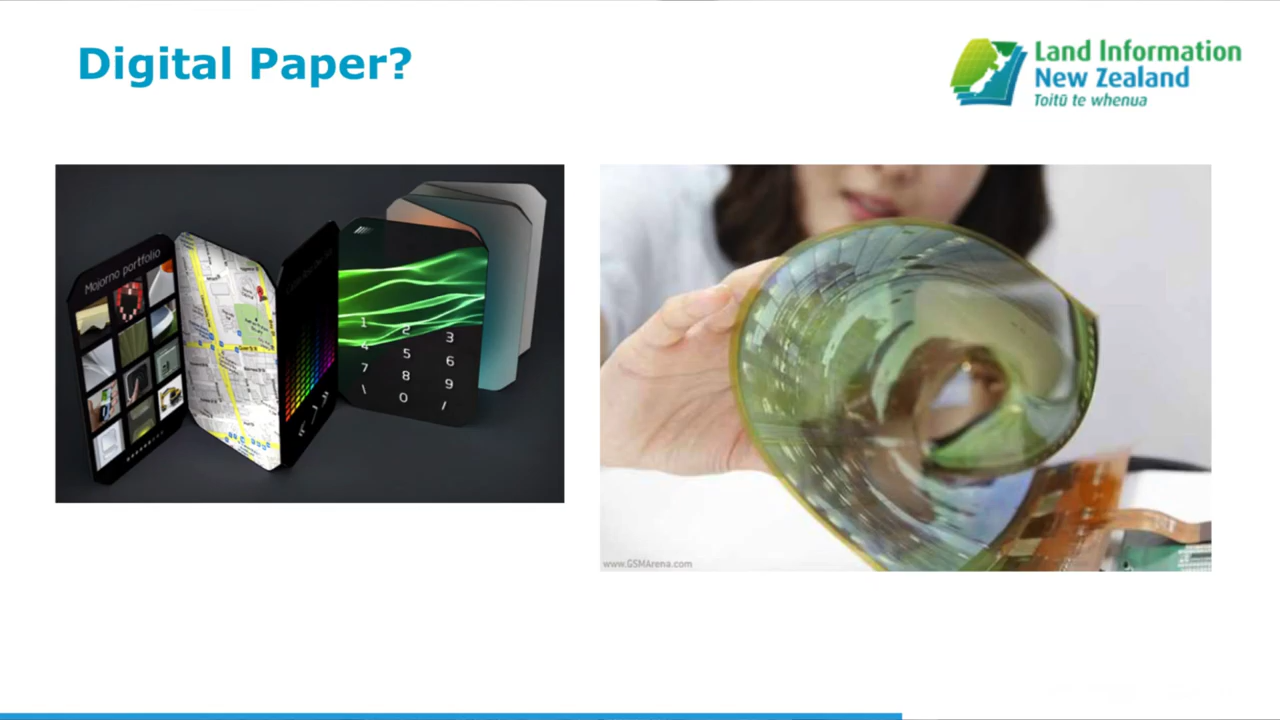 Digital Paper?
Land Information
New Zealand
Toitū te whenua
Mojorno portfolio
1 2 3
4 5 6
7 8 9
\ 0 /
www.GSMArena.com